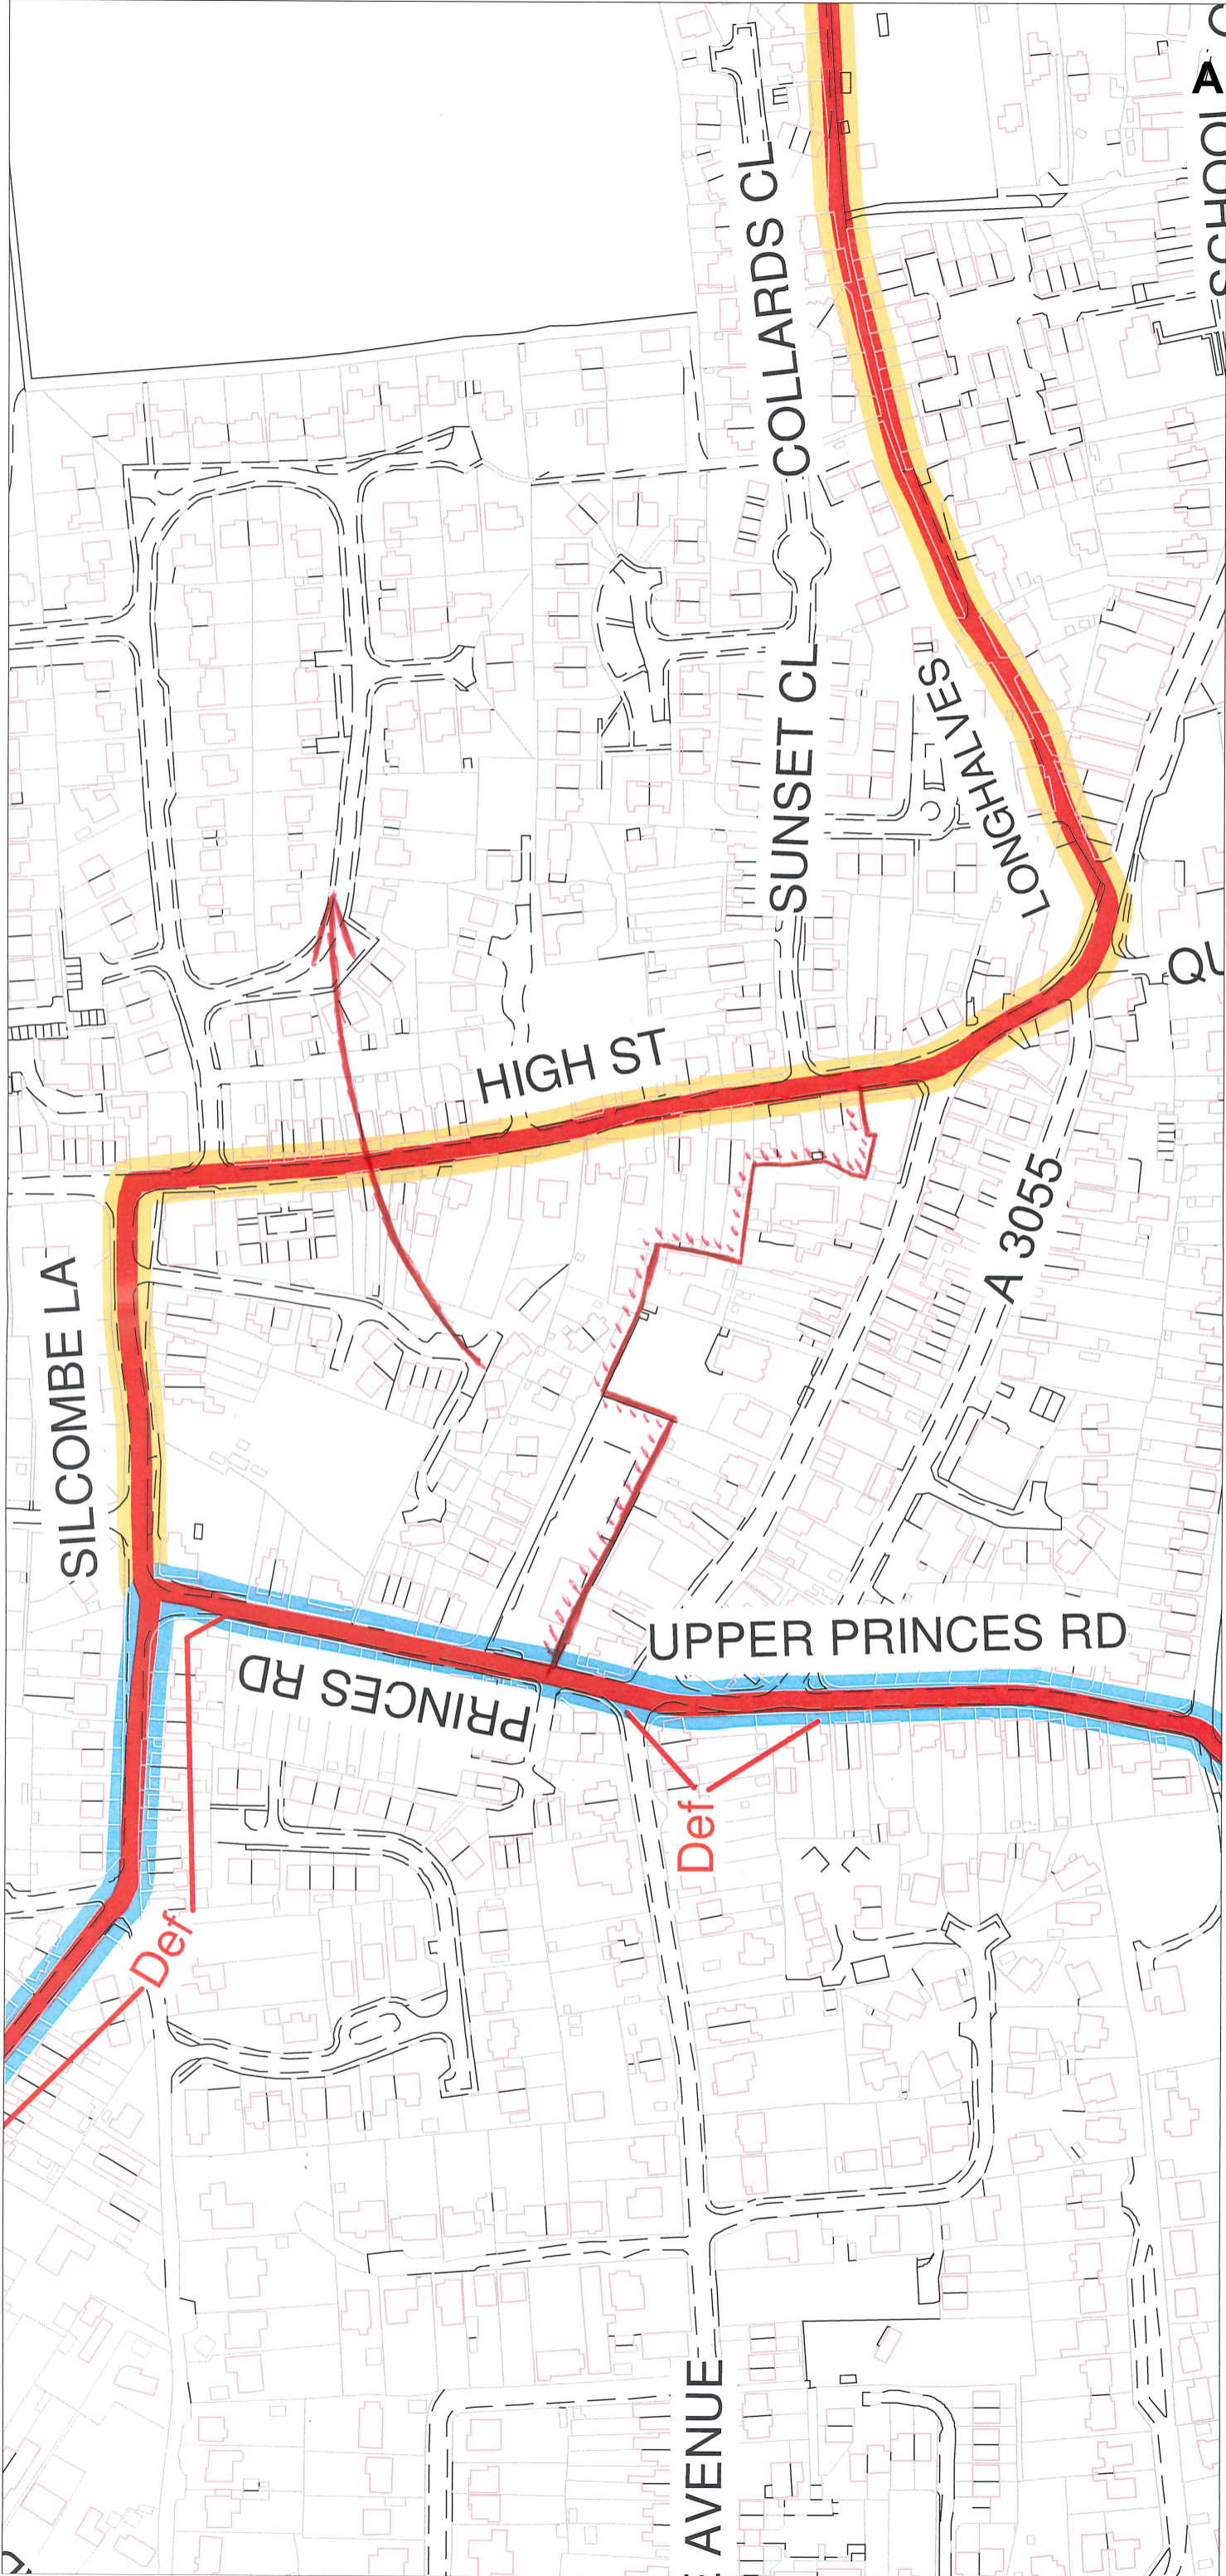 A
SCHOOL
COLLARDS CL
LONGHALVES
SUNSET CL
QU
HIGH ST
A 3055
SILCOMBE LA
UPPER PRINCES RD
PRINCES RD
Def
Def
AVENUE